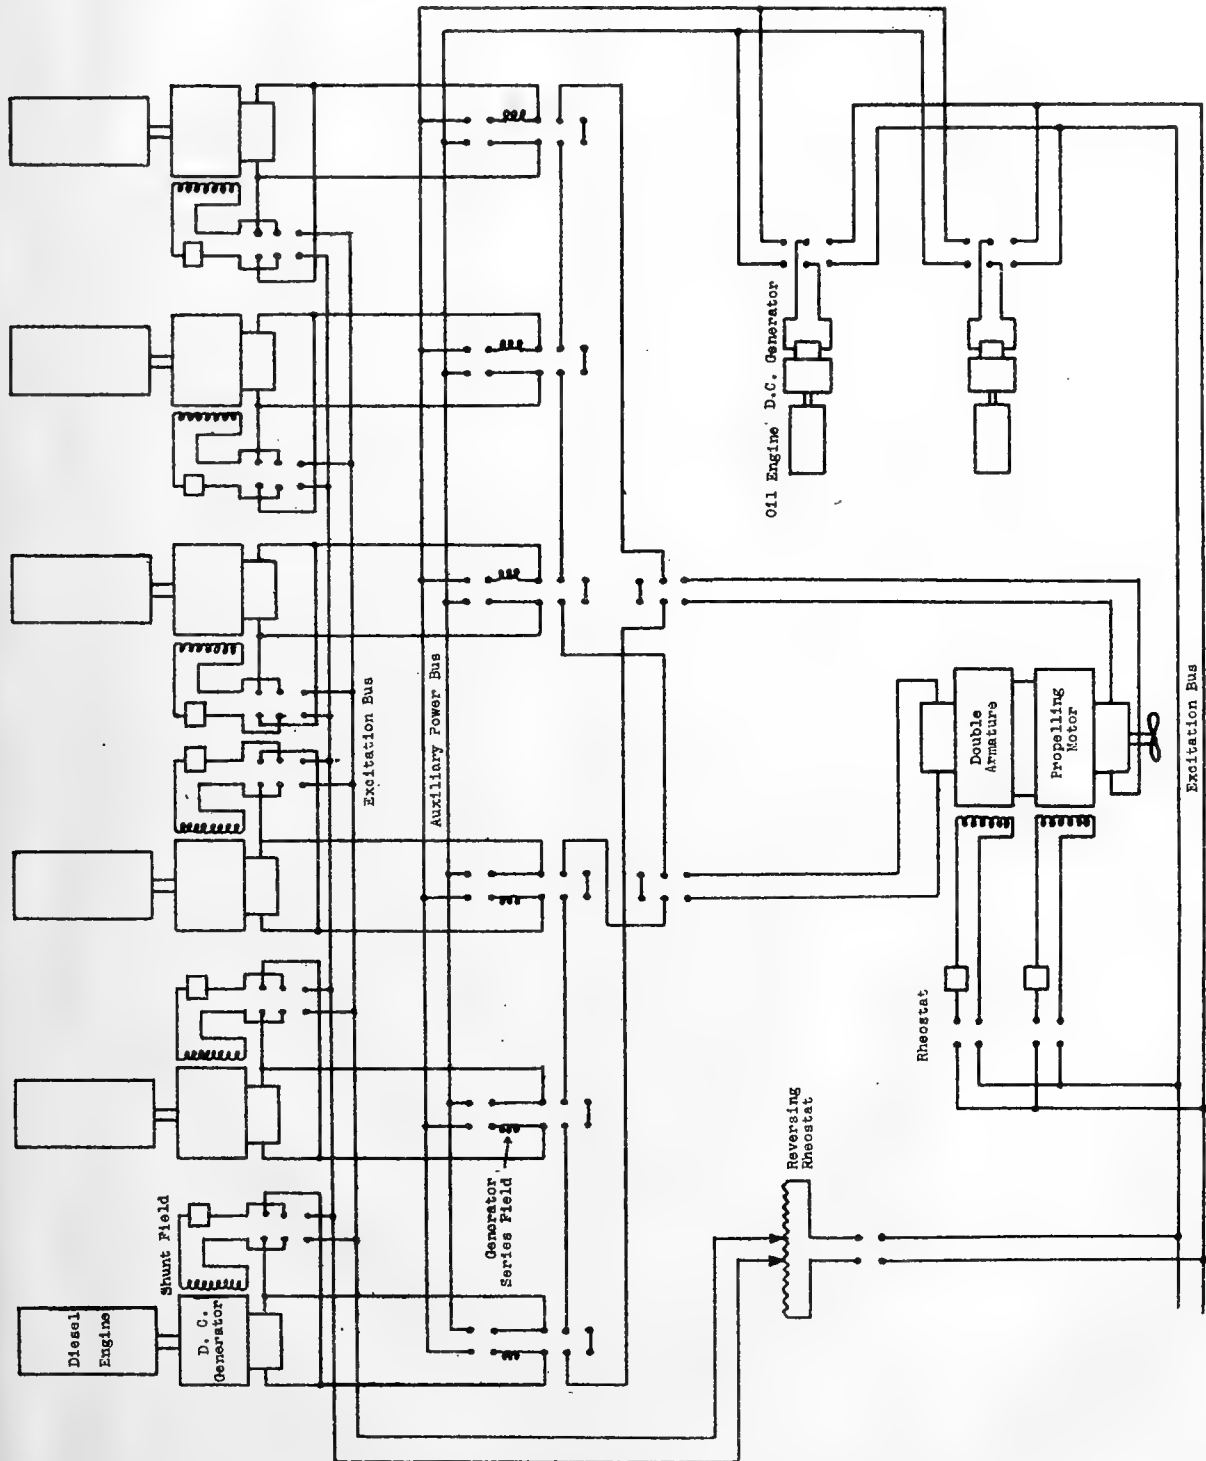 Diesel
Engine
D. C.
Generator
Shunt Field
Excitation Bus
Auxiliary Power Bus
Generator
Series Field
Oil Engine D.C. Generator
Reversing
Rheostat
Rheostat
Double
Armature
Propelling
Motor
Excitation Bus